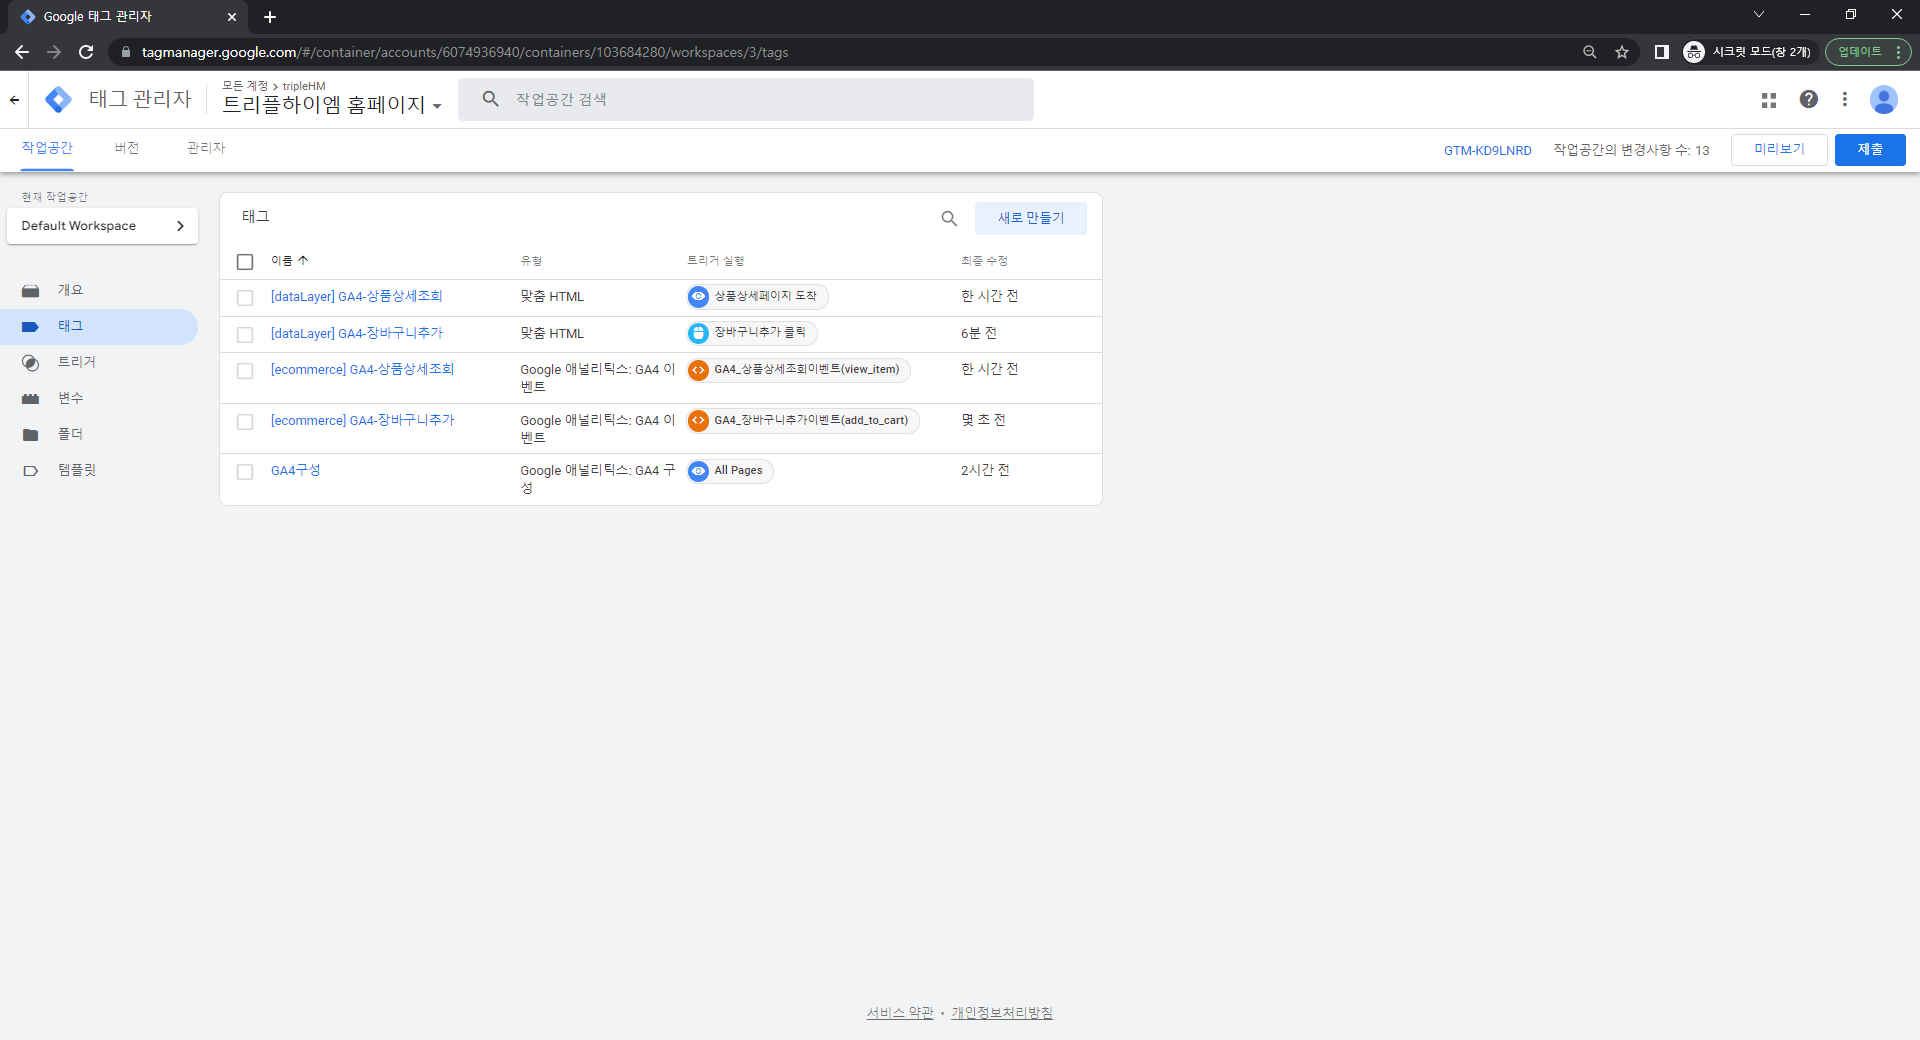 Google 태그 관리자
tagmanager.google.com/#/container/accounts/6074936940/containers/103684280/workspaces/3/tags
시크릿 모드(창 2개)
업데이트
태그 관리자
모든 계정 > tripleHM
트리플하이엠 홈페이지
작업공간 검색
작업공간
버전
관리자
GTM-KD9LNRD
작업공간의 변경사항 수: 13
미리보기
제출
현재 작업공간
Default Workspace
개요
태그
트리거
변수
폴더
템플릿
태그
새로 만들기
이름 유형 트리거 실행 최종 수정
[dataLayer] GA4-상품상세조회 맞춤 HTML 상품상세페이지 도착 한 시간 전
[dataLayer] GA4-장바구니추가 맞춤 HTML 장바구니추가 클릭 6분 전
[ecommerce] GA4-상품상세조회 Google 애널리틱스: GA4 이 GA4_상품상세조회이벤트(view_item) 한 시간 전
벤트
[ecommerce] GA4-장바구니추가 Google 애널리틱스: GA4 이 GA4_장바구니추가이벤트(add_to_cart) 몇 초 전
벤트
GA4구성 Google 애널리틱스: GA4 구 All Pages 2시간 전
성
서비스 약관 • 개인정보처리방침